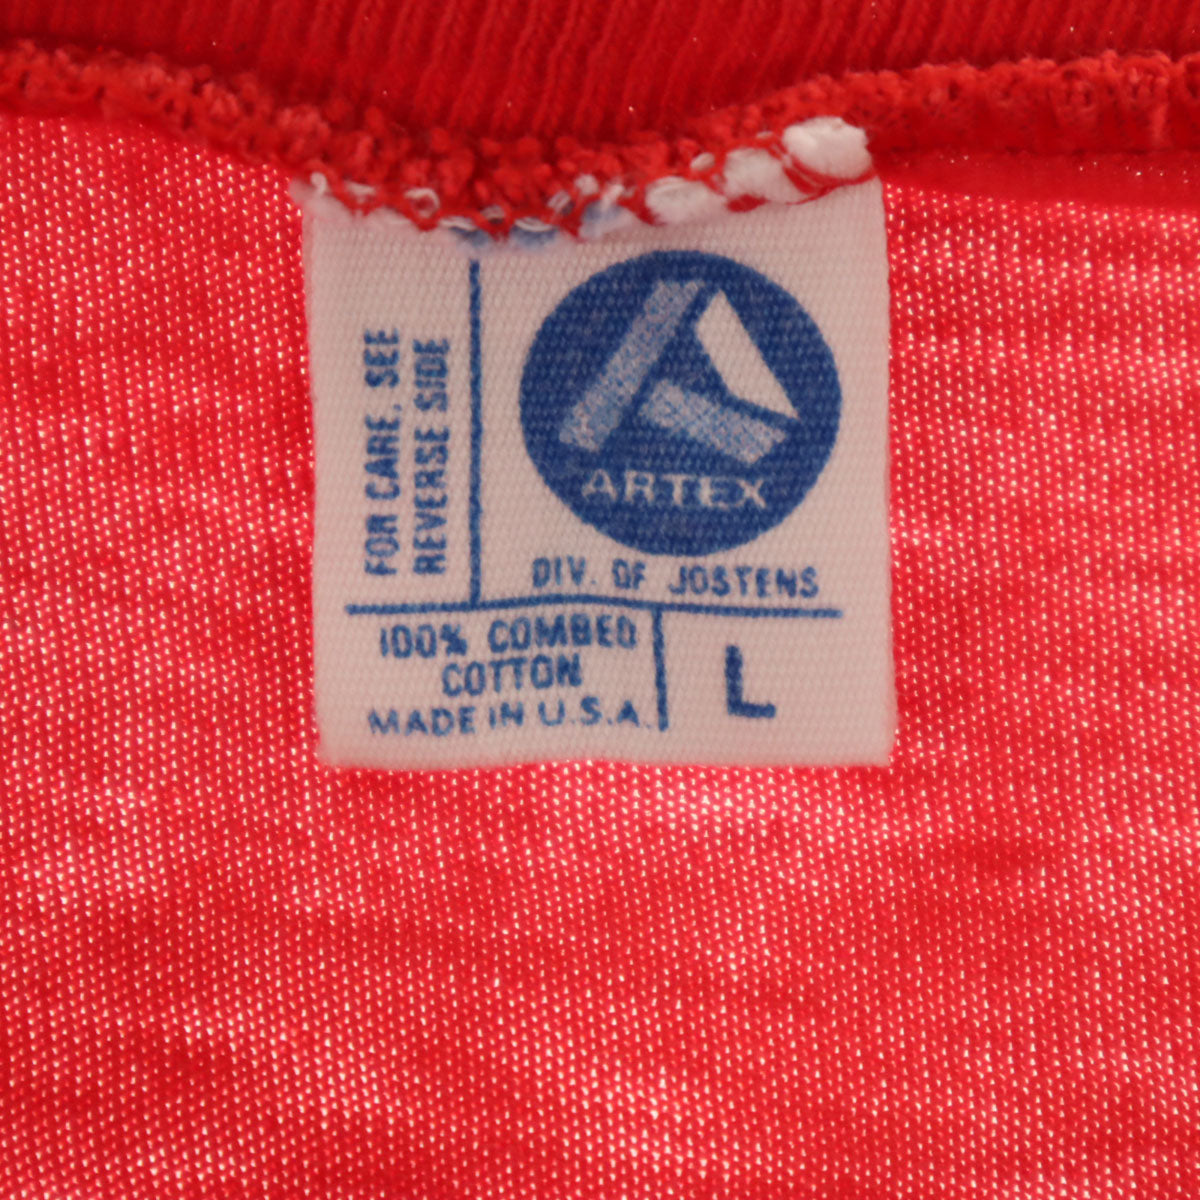 FOR CARE, SEE
REVERSE SIDE
ARTEX
DIV. OF JOSTENS
100% COMBED
COTTON
MADE IN U.S.A.
L